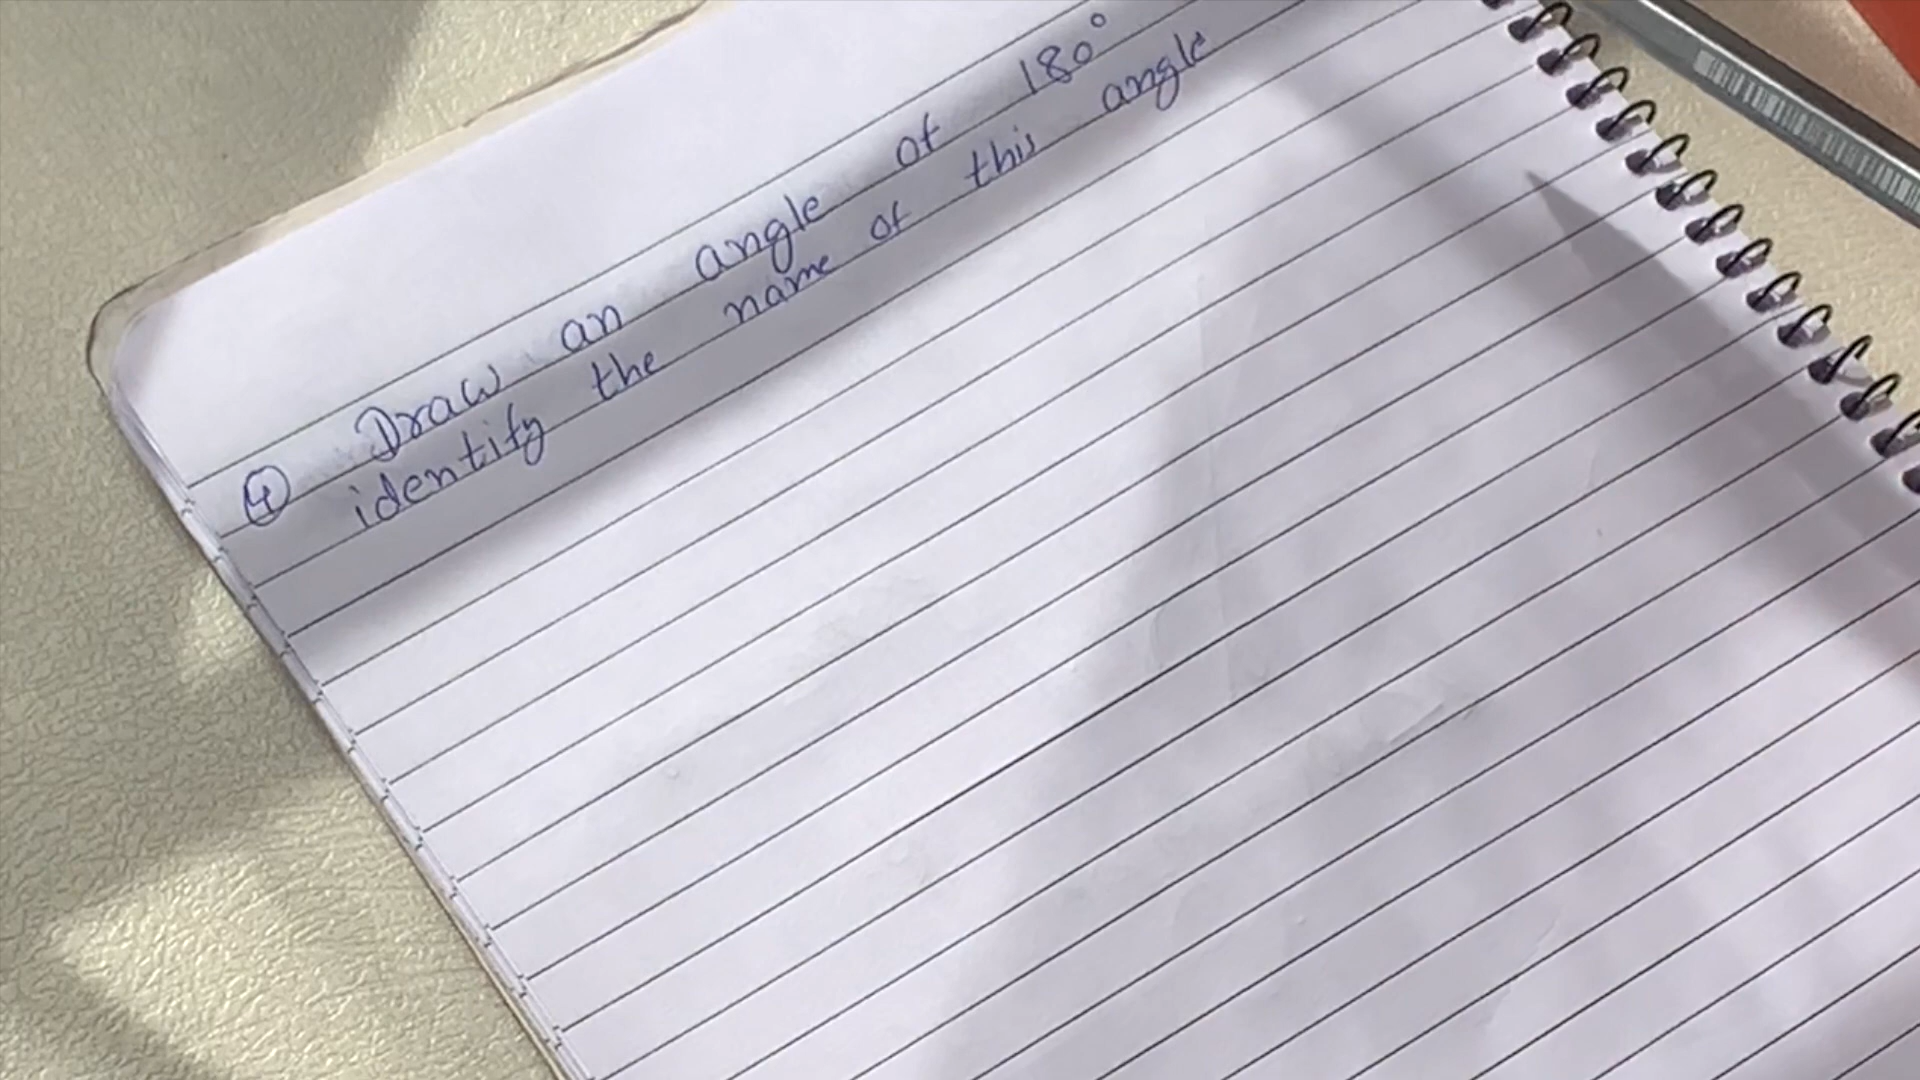 ④ Draw an angle of 180°
identify the name of this angle